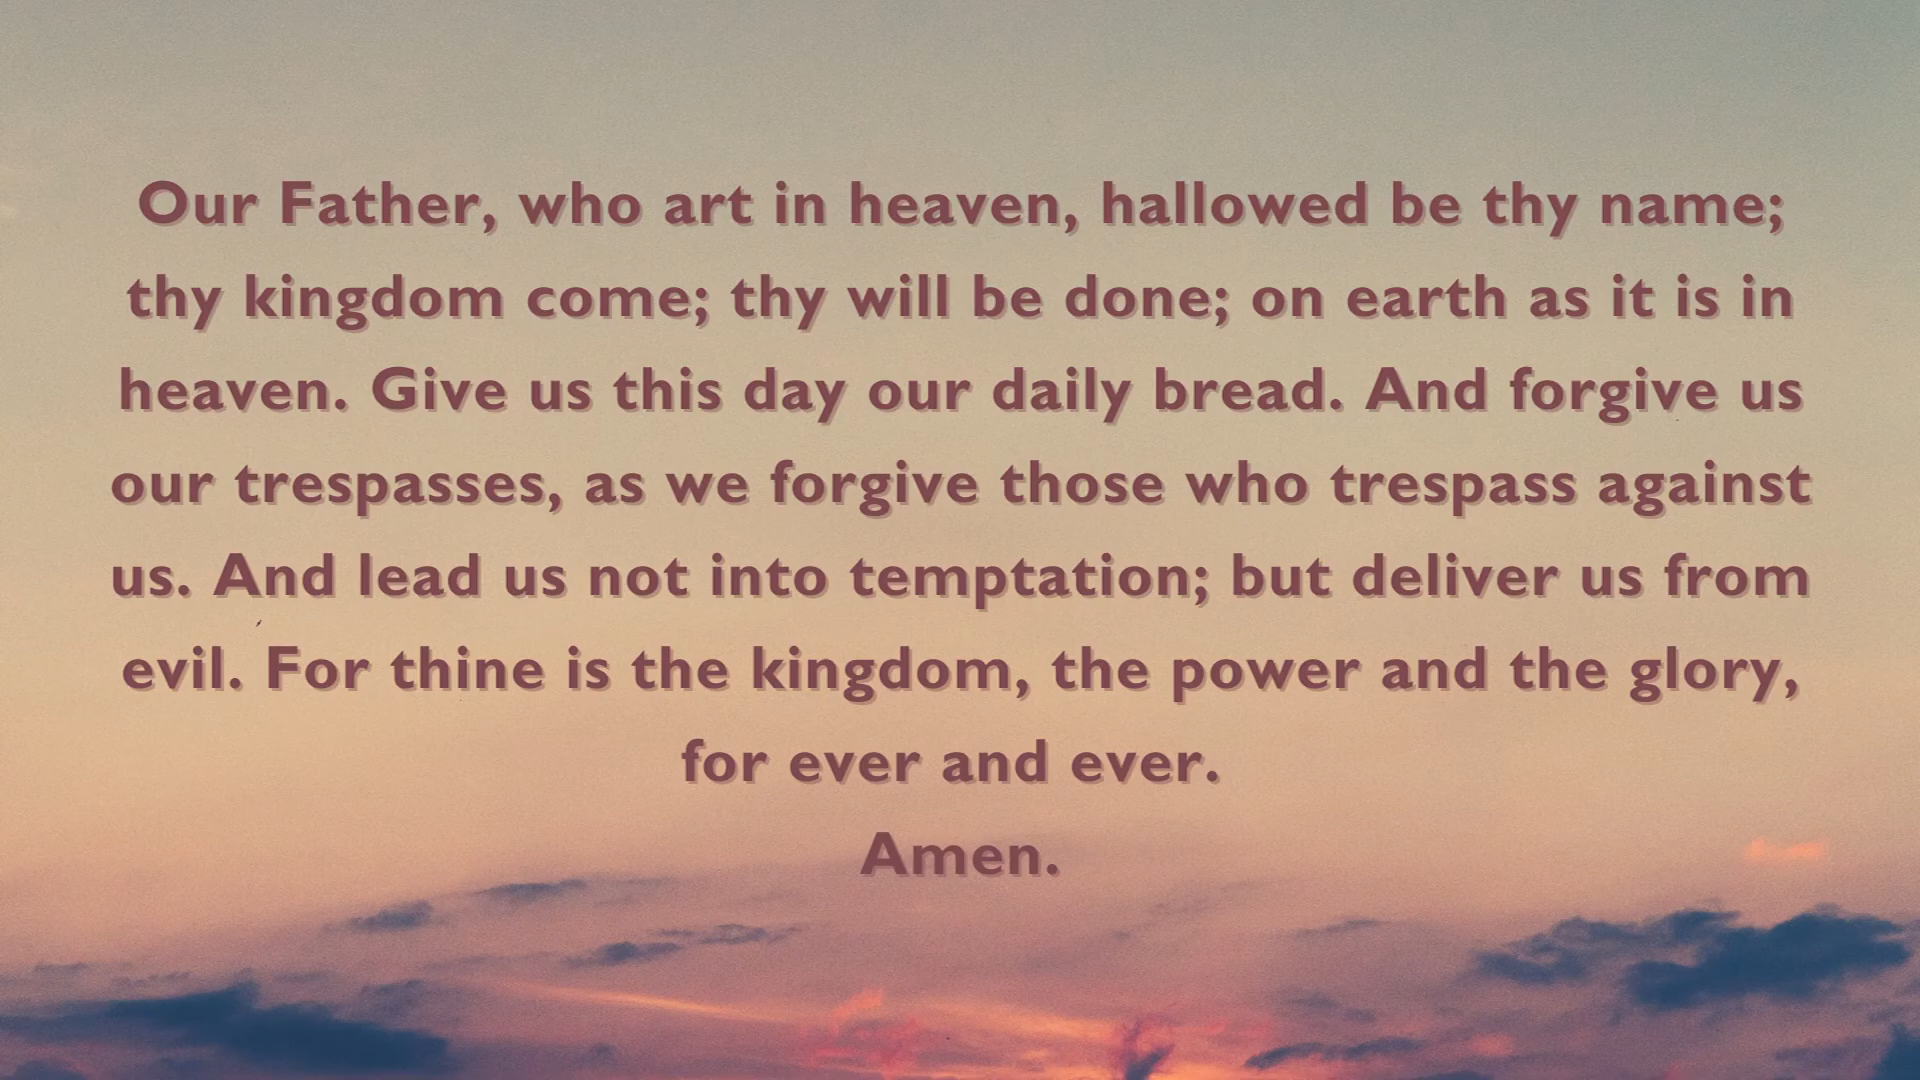 Our Father, who art in heaven, hallowed be thy name;
thy kingdom come; thy will be done; on earth as it is in
heaven. Give us this day our daily bread. And forgive us
our trespasses, as we forgive those who trespass against
us. And lead us not into temptation; but deliver us from
evil. For thine is the kingdom, the power and the glory,
for ever and ever.
Amen.